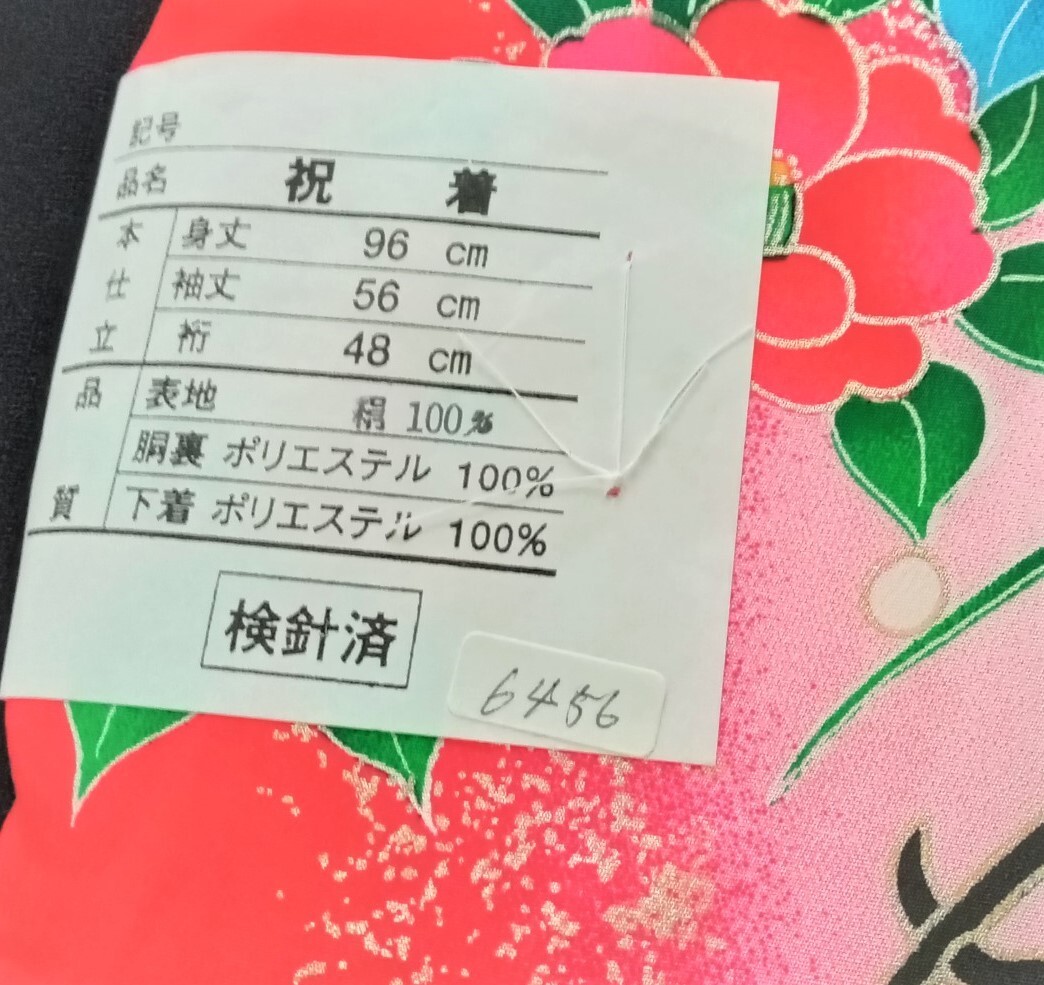 記号
品名 祝 着
本仕立 身丈 96 cm
袖丈 56 cm
裄 48 cm
品質 表地 絹 100%
胴裏 ポリエステル 100%
下着 ポリエステル 100%
検針済
6456